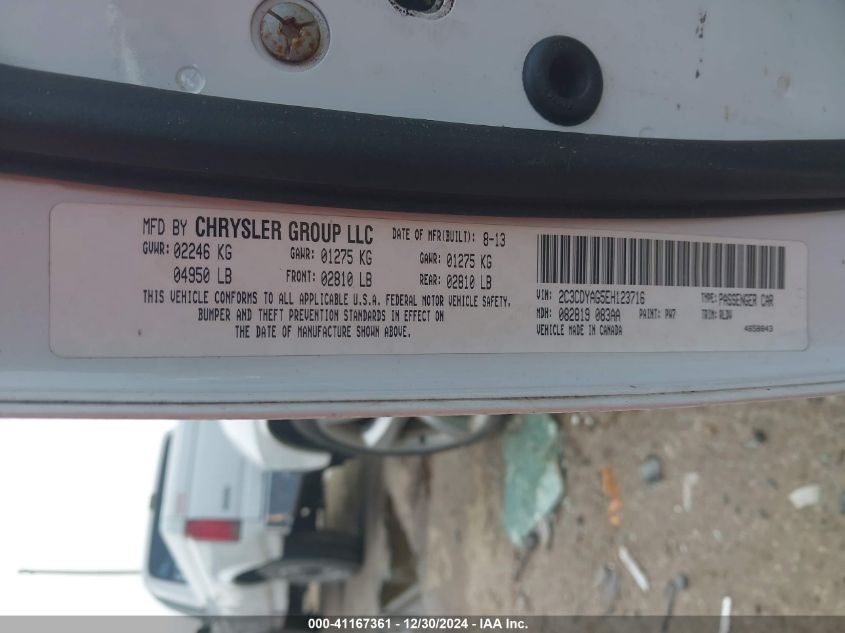 MFD BY CHRYSLER GROUP LLC DATE OF MFR(BUILT): 8-13
GVWR: 02246 KG GAWR: 01275 KG GAWR: 01275 KG
04950 LB FRONT: 02810 LB REAR: 02810 LB
THIS VEHICLE CONFORMS TO ALL APPLICABLE U.S.A. FEDERAL MOTOR VEHICLE SAFETY,
BUMPER AND THEFT PREVENTION STANDARDS IN EFFECT ON
THE DATE OF MANUFACTURE SHOWN ABOVE.
VIN: 2C3CDYAG5EH123716 TYPE: PASSENGER CAR
MDH: 082819 083AA PAINT: PW7 TRIM: RLDV
VEHICLE MADE IN CANADA 4658843
000-41167361 - 12/30/2024 - IAA Inc.